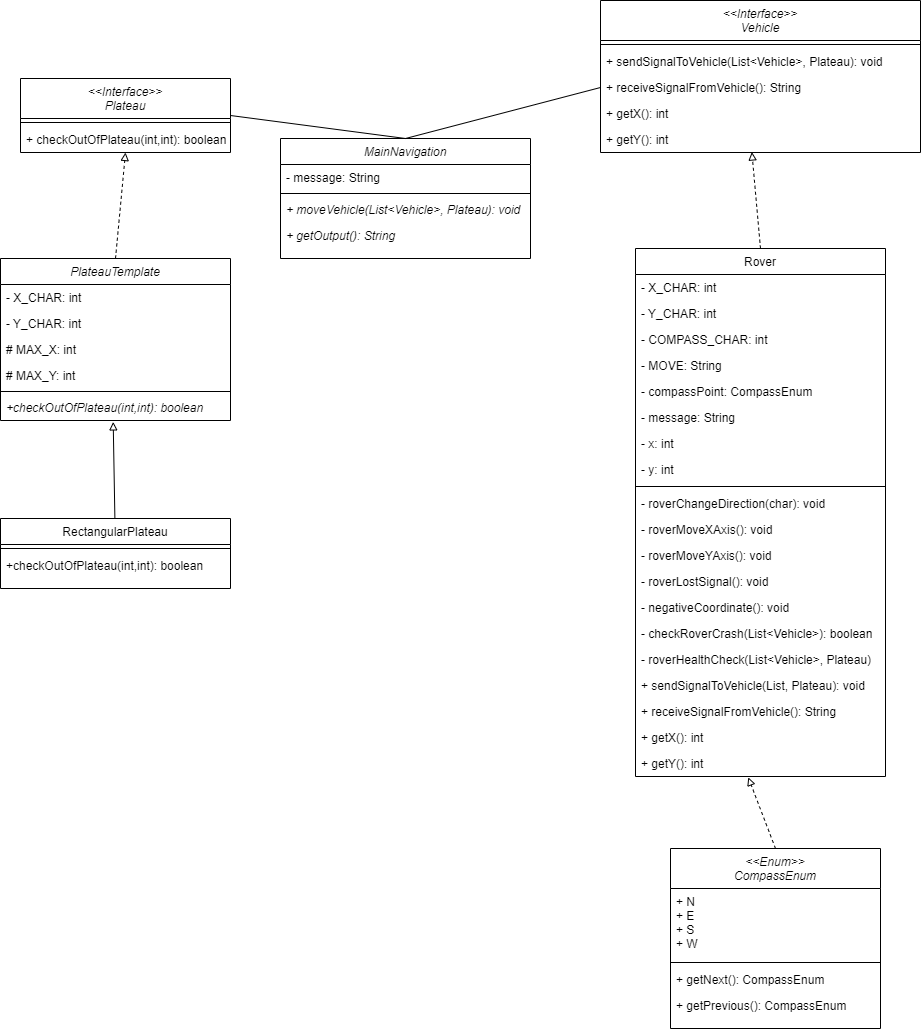 <<Interface>>
Vehicle
+ sendSignalToVehicle(List<Vehicle>, Plateau): void
+ receiveSignalFromVehicle(): String
+ getX(): int
+ getY(): int
<<Interface>>
Plateau
+ checkOutOfPlateau(int,int): boolean
MainNavigation
- message: String
+ moveVehicle(List<Vehicle>, Plateau): void
+ getOutput(): String
PlateauTemplate
- X_CHAR: int
- Y_CHAR: int
# MAX_X: int
# MAX_Y: int
+checkOutOfPlateau(int,int): boolean
RectangularPlateau
+checkOutOfPlateau(int,int): boolean
Rover
- X_CHAR: int
- Y_CHAR: int
- COMPASS_CHAR: int
- MOVE: String
- compassPoint: CompassEnum
- message: String
- x: int
- y: int
- roverChangeDirection(char): void
- roverMoveXAxis(): void
- roverMoveYAxis(): void
- roverLostSignal(): void
- negativeCoordinate(): void
- checkRoverCrash(List<Vehicle>): boolean
- roverHealthCheck(List<Vehicle>, Plateau)
+ sendSignalToVehicle(List, Plateau): void
+ receiveSignalFromVehicle(): String
+ getX(): int
+ getY(): int
<<Enum>>
CompassEnum
+ N
+ E
+ S
+ W
+ getNext(): CompassEnum
+ getPrevious(): CompassEnum